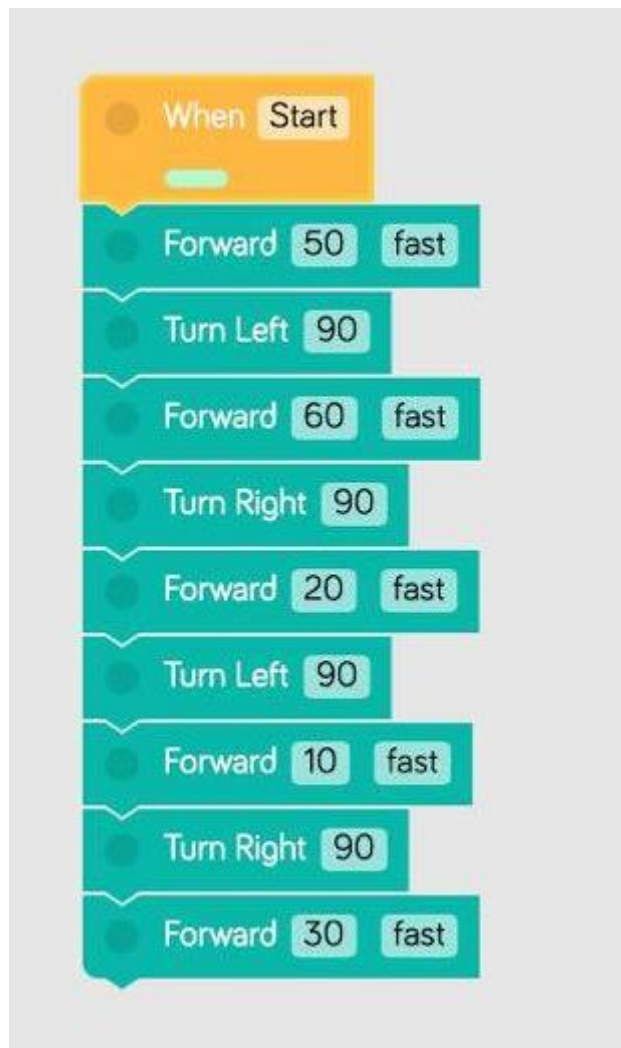 When Start
Forward 50 fast
Turn Left 90
Forward 60 fast
Turn Right 90
Forward 20 fast
Turn Left 90
Forward 10 fast
Turn Right 90
Forward 30 fast